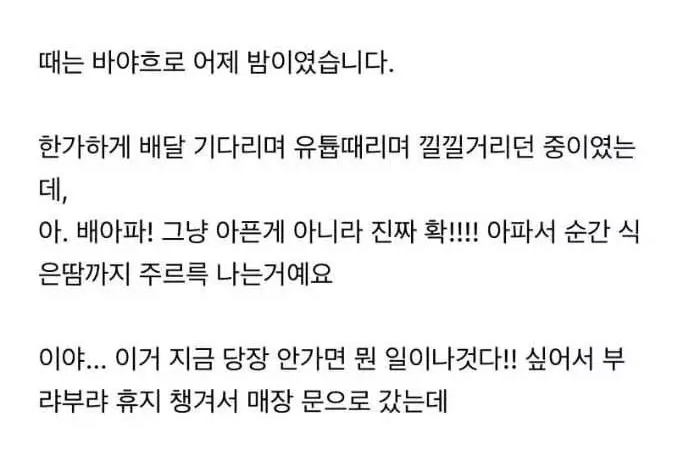 때는 바야흐로 어제 밤이였습니다.
한가하게 배달 기다리며 유튭때리며 낄낄거리던 중이였는
데,
아. 배아파! 그냥 아픈게 아니라 진짜 확!!!! 아파서 순간 식
은땀까지 주르륵 나는거예요
이야... 이거 지금 당장 안가면 뭔 일이나것다!! 싶어서 부
랴부랴 휴지 챙겨서 매장 문으로 갔는데